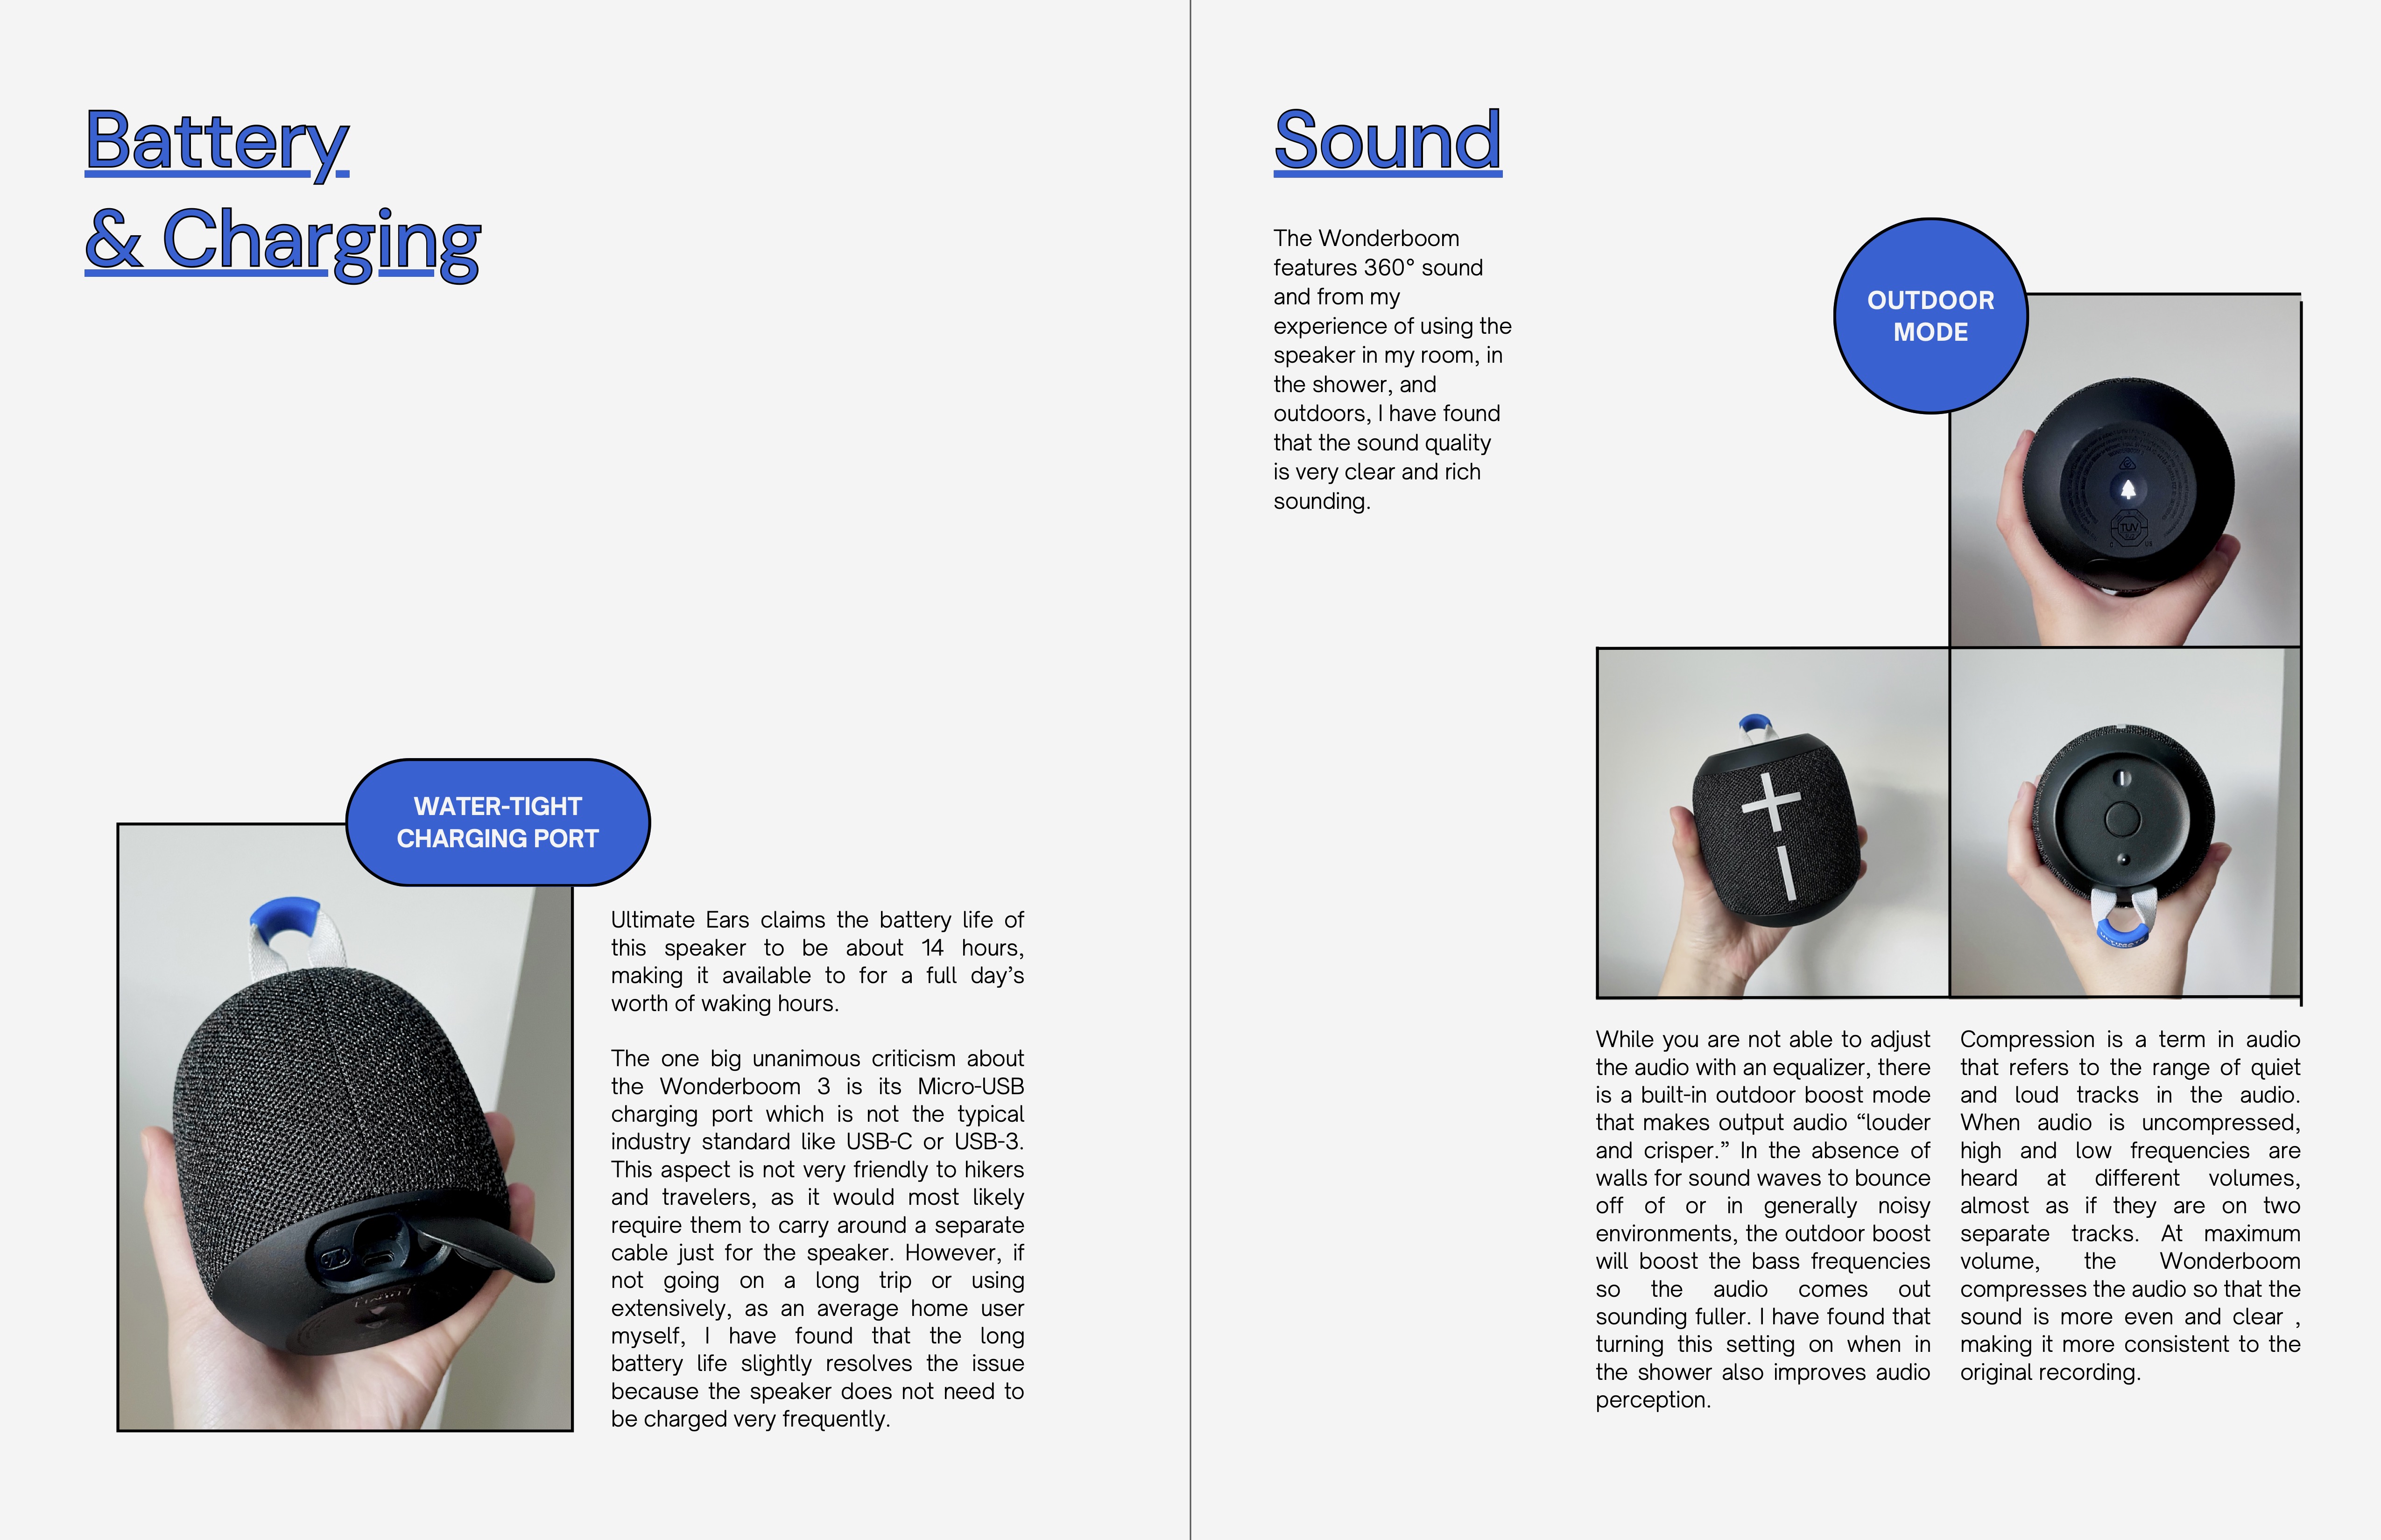 Battery
& Charging
WATER-TIGHT
CHARGING PORT
Ultimate Ears claims the battery life of
this speaker to be about 14 hours,
making it available to for a full day’s
worth of waking hours.
The one big unanimous criticism about
the Wonderboom 3 is its Micro-USB
charging port which is not the typical
industry standard like USB-C or USB-3.
This aspect is not very friendly to hikers
and travelers, as it would most likely
require them to carry around a separate
cable just for the speaker. However, if
not going on a long trip or using
extensively, as an average home user
myself, I have found that the long
battery life slightly resolves the issue
because the speaker does not need to
be charged very frequently.
Sound
The Wonderboom
features 360° sound
and from my
experience of using the
speaker in my room, in
the shower, and
outdoors, I have found
that the sound quality
is very clear and rich
sounding.
OUTDOOR
MODE
TUV
While you are not able to adjust
the audio with an equalizer, there
is a built-in outdoor boost mode
that makes output audio “louder
and crisper.” In the absence of
walls for sound waves to bounce
off of or in generally noisy
environments, the outdoor boost
will boost the bass frequencies
so the audio comes out
sounding fuller. I have found that
turning this setting on when in
the shower also improves audio
perception.
Compression is a term in audio
that refers to the range of quiet
and loud tracks in the audio.
When audio is uncompressed,
high and low frequencies are
heard at different volumes,
almost as if they are on two
separate tracks. At maximum
volume, the Wonderboom
compresses the audio so that the
sound is more even and clear ,
making it more consistent to the
original recording.